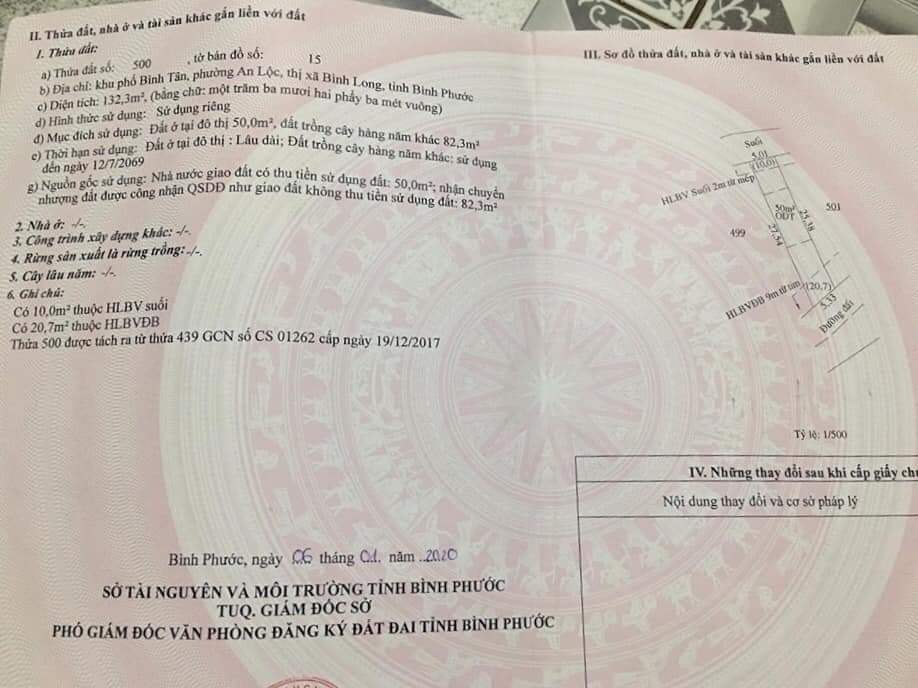 II. Thửa đất, nhà ở và tài sản khác gắn liền với đất
1. Thửa đất:
a) Thửa đất số: 500 , tờ bản đồ số: 15
b) Địa chỉ: khu phố Bình Tân, phường An Lộc, thị xã Bình Long, tỉnh Bình Phước
c) Diện tích: 132,3m², (bằng chữ: một trăm ba mươi hai phẩy ba mét vuông)
d) Hình thức sử dụng: Sử dụng riêng
đ) Mục đích sử dụng: Đất ở tại đô thị 50,0m², đất trồng cây hàng năm khác 82,3m²
e) Thời hạn sử dụng: Đất ở tại đô thị : Lâu dài; Đất trồng cây hàng năm khác: sử dụng
đến ngày 12/7/2069
g) Nguồn gốc sử dụng: Nhà nước giao đất có thu tiền sử dụng đất: 50,0m²; nhận chuyển
nhượng đất được công nhận QSDĐ như giao đất không thu tiền sử dụng đất: 82,3m²
2. Nhà ở: -/-.
3. Công trình xây dựng khác: -/-.
4. Rừng sản xuất là rừng trồng: -/-.
5. Cây lâu năm: -/-.
6. Ghi chú:
Có 10,0m² thuộc HLBV suối
Có 20,7m² thuộc HLBVĐB
Thửa 500 được tách ra từ thửa 439 GCN số CS 01262 cấp ngày 19/12/2017
Bình Phước, ngày 06 tháng 01. năm ..2020
SỞ TÀI NGUYÊN VÀ MÔI TRƯỜNG TỈNH BÌNH PHƯỚC
TUQ. GIÁM ĐỐC SỞ
PHÓ GIÁM ĐỐC VĂN PHÒNG ĐĂNG KÝ ĐẤT ĐAI TỈNH BÌNH PHƯỚC
III. Sơ đồ thửa đất, nhà ở và tài sản khác gắn liền với đất
Suối
5,01
(10,0)
HLBV Suối 2m từ mép
50m²
ODT
501
25,38
499
27,54
HLBVĐB 9m từ tim
(20,7)
5,33
Đường đất
Tỷ lệ: 1/500
IV. Những thay đổi sau khi cấp giấy
Nội dung thay đổi và cơ sở pháp lý